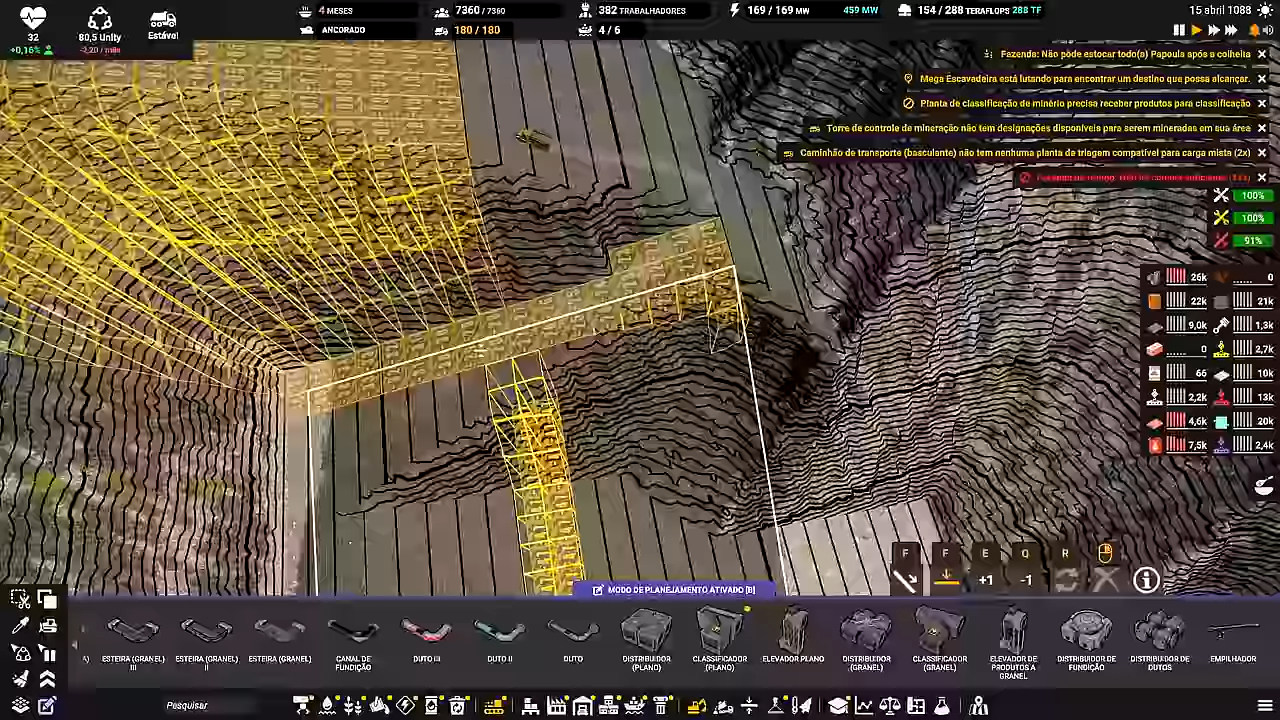 32
+0,16%
80,5 Unity
-2,20 / mês
Estável
4 MESES
7360 / 7360
382 TRABALHADORES
169 / 169 MW
459 MW
154 / 288 TERAFLOPS 288 TF
15 abril 1088
ANCORADO
180 / 180
4 / 6
Fazenda: Não pode estocar todo(a) Papoula após a colheita
Mega Escavadeira está lutando para encontrar um destino que possa alcançar.
Planta de classificação de minério precisa receber produtos para classificação
Torre de controle de mineração não tem designações disponíveis para serem mineradas em sua área
Caminhão de transporte (basculante) não tem nenhuma planta de triagem compatível para carga mista (2x)
100%
100%
91%
26k 0
22k 21k
9,0k 1,3k
0 2,7k
66 10k
2,2k 13k
4,6k 20k
7,5k 2,4k
F F E Q R
+1 -1
MODO DE PLANEJAMENTO ATIVADO [B]
ESTEIRA (GRANEL) III
ESTEIRA (GRANEL) II
ESTEIRA (GRANEL)
CANAL DE FUNDIÇÃO
DUTO III
DUTO II
DUTO
DISTRIBUIDOR (PLANO)
CLASSIFICADOR (PLANO)
ELEVADOR PLANO
DISTRIBUIDOR (GRANEL)
CLASSIFICADOR (GRANEL)
ELEVADOR DE PRODUTOS A GRANEL
DISTRIBUIDOR DE FUNDIÇÃO
DISTRIBUIDOR DE DUTOS
EMPILHADOR
Pesquisar